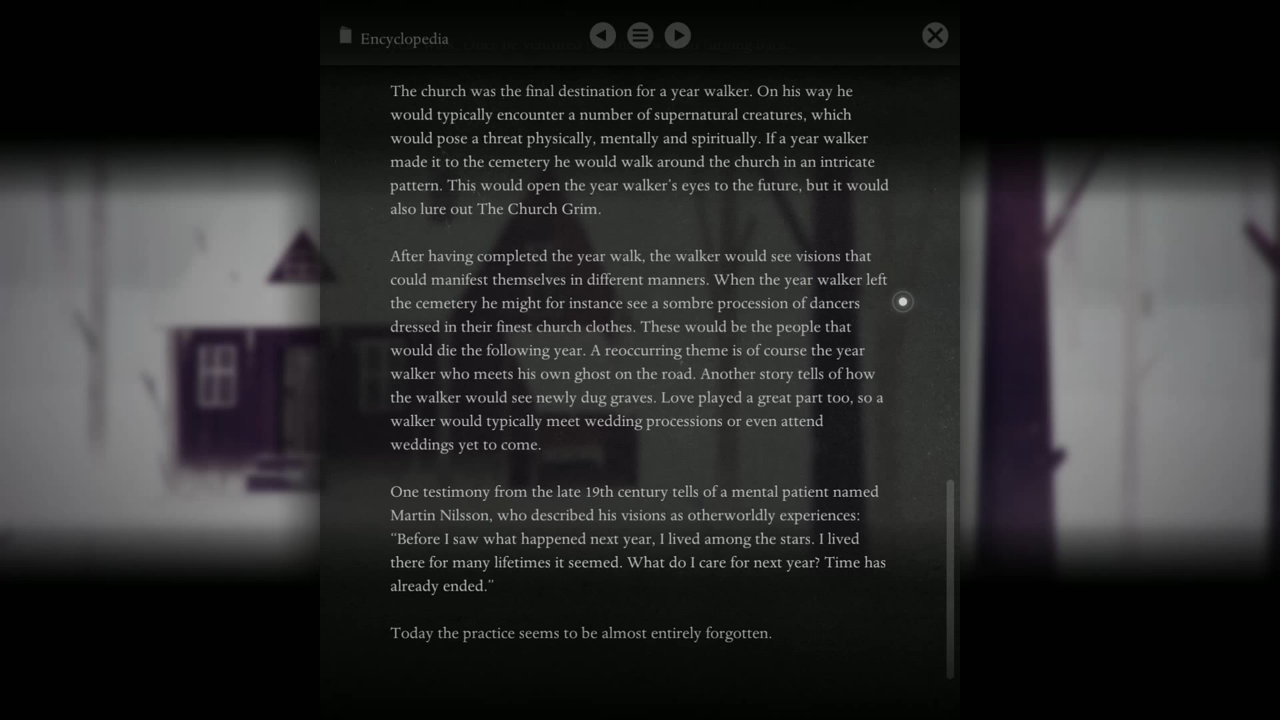 Encyclopedia
The church was the final destination for a year walker. On his way he
would typically encounter a number of supernatural creatures, which
would pose a threat physically, mentally and spiritually. If a year walker
made it to the cemetery he would walk around the church in an intricate
pattern. This would open the year walker's eyes to the future, but it would
also lure out The Church Grim.
After having completed the year walk, the walker would see visions that
could manifest themselves in different manners. When the year walker left
the cemetery he might for instance see a sombre procession of dancers
dressed in their finest church clothes. These would be the people that
would die the following year. A reoccurring theme is of course the year
walker who meets his own ghost on the road. Another story tells of how
the walker would see newly dug graves. Love played a great part too, so a
walker would typically meet wedding processions or even attend
weddings yet to come.
One testimony from the late 19th century tells of a mental patient named
Martin Nilsson, who described his visions as otherworldly experiences:
"Before I saw what happened next year, I lived among the stars. I lived
there for many lifetimes it seemed. What do I care for next year? Time has
already ended."
Today the practice seems to be almost entirely forgotten.